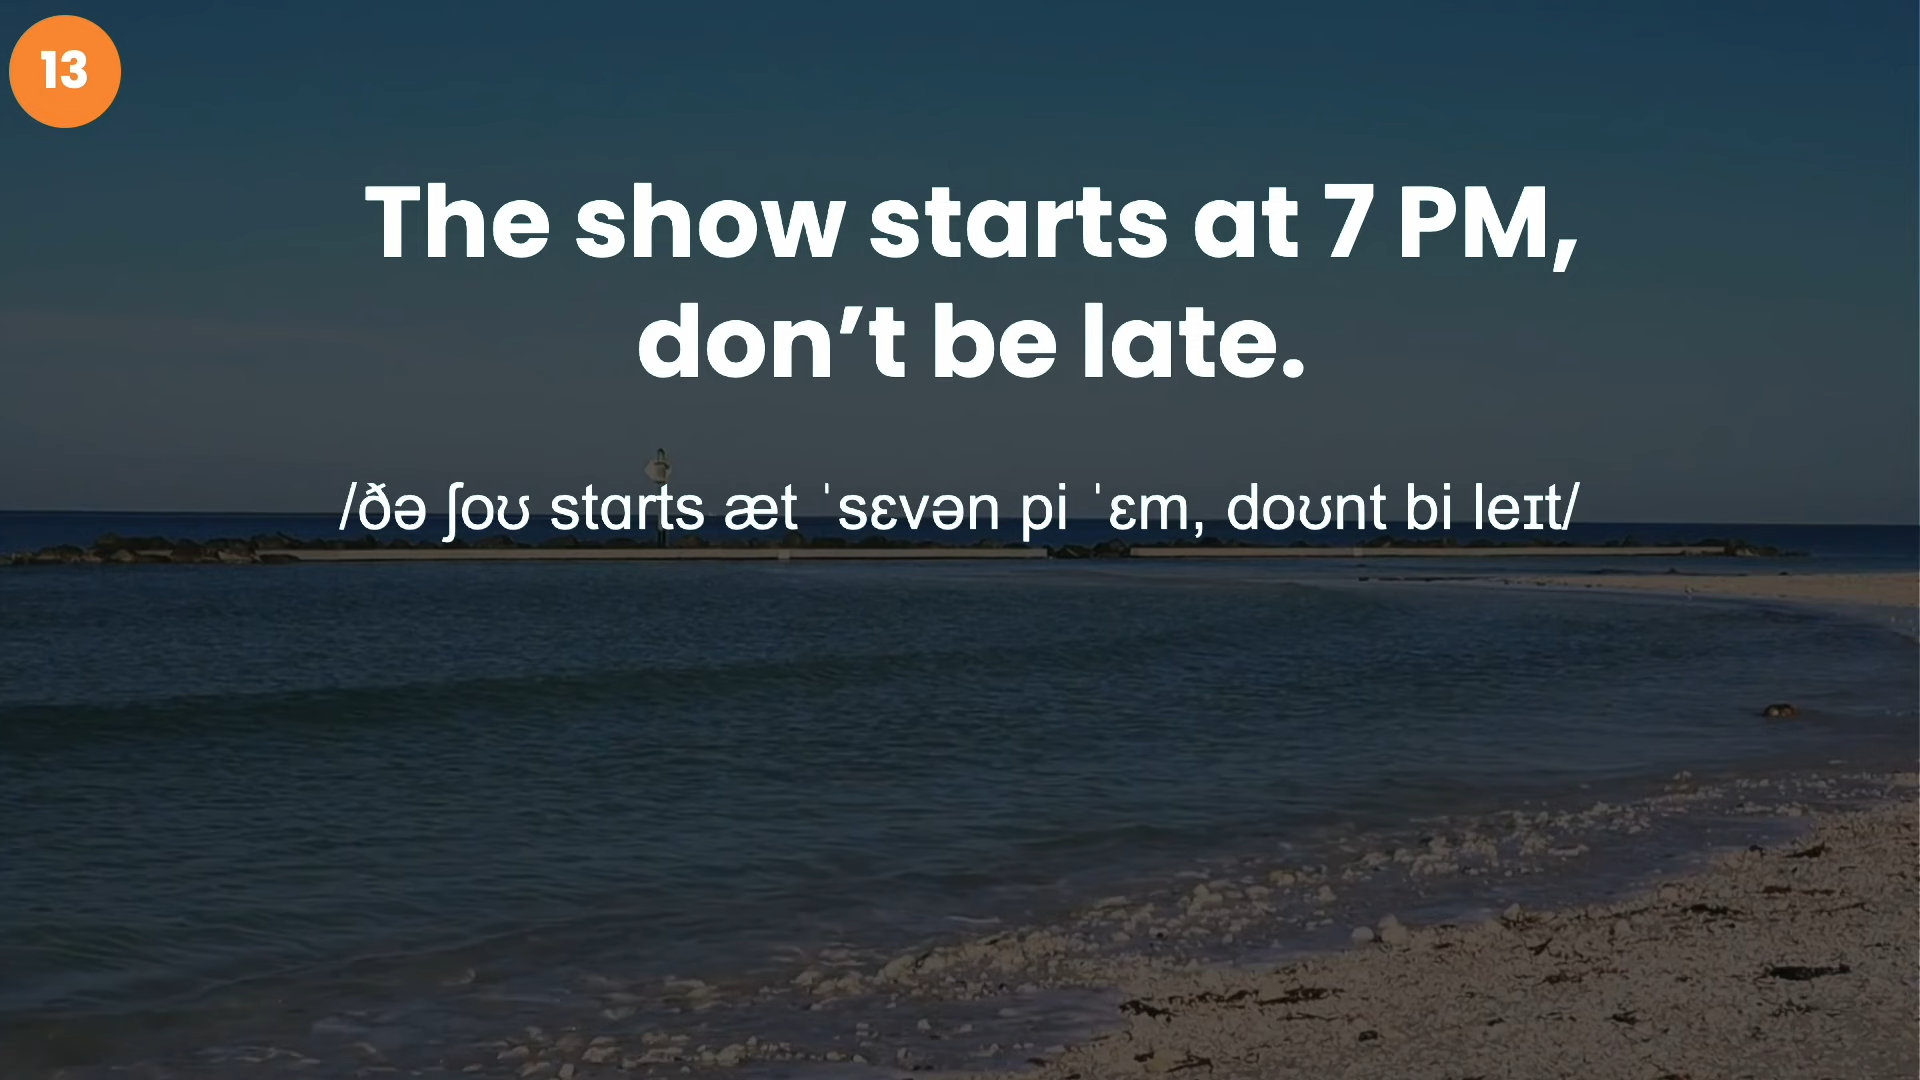 13
The show starts at 7 PM,
don’t be late.
/ðə ʃoʊ stɑrts æt ˈsɛvən pi ˈɛm, doʊnt bi leɪt/